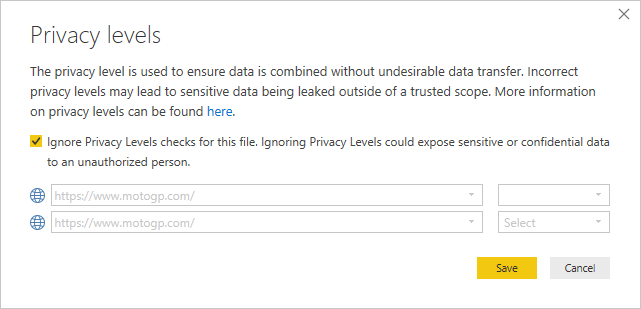 Privacy levels
The privacy level is used to ensure data is combined without undesirable data transfer. Incorrect
privacy levels may lead to sensitive data being leaked outside of a trusted scope. More information
on privacy levels can be found here.
Ignore Privacy Levels checks for this file. Ignoring Privacy Levels could expose sensitive or confidential data
to an unauthorized person.
https://www.motogp.com/
https://www.motogp.com/ Select
Save Cancel